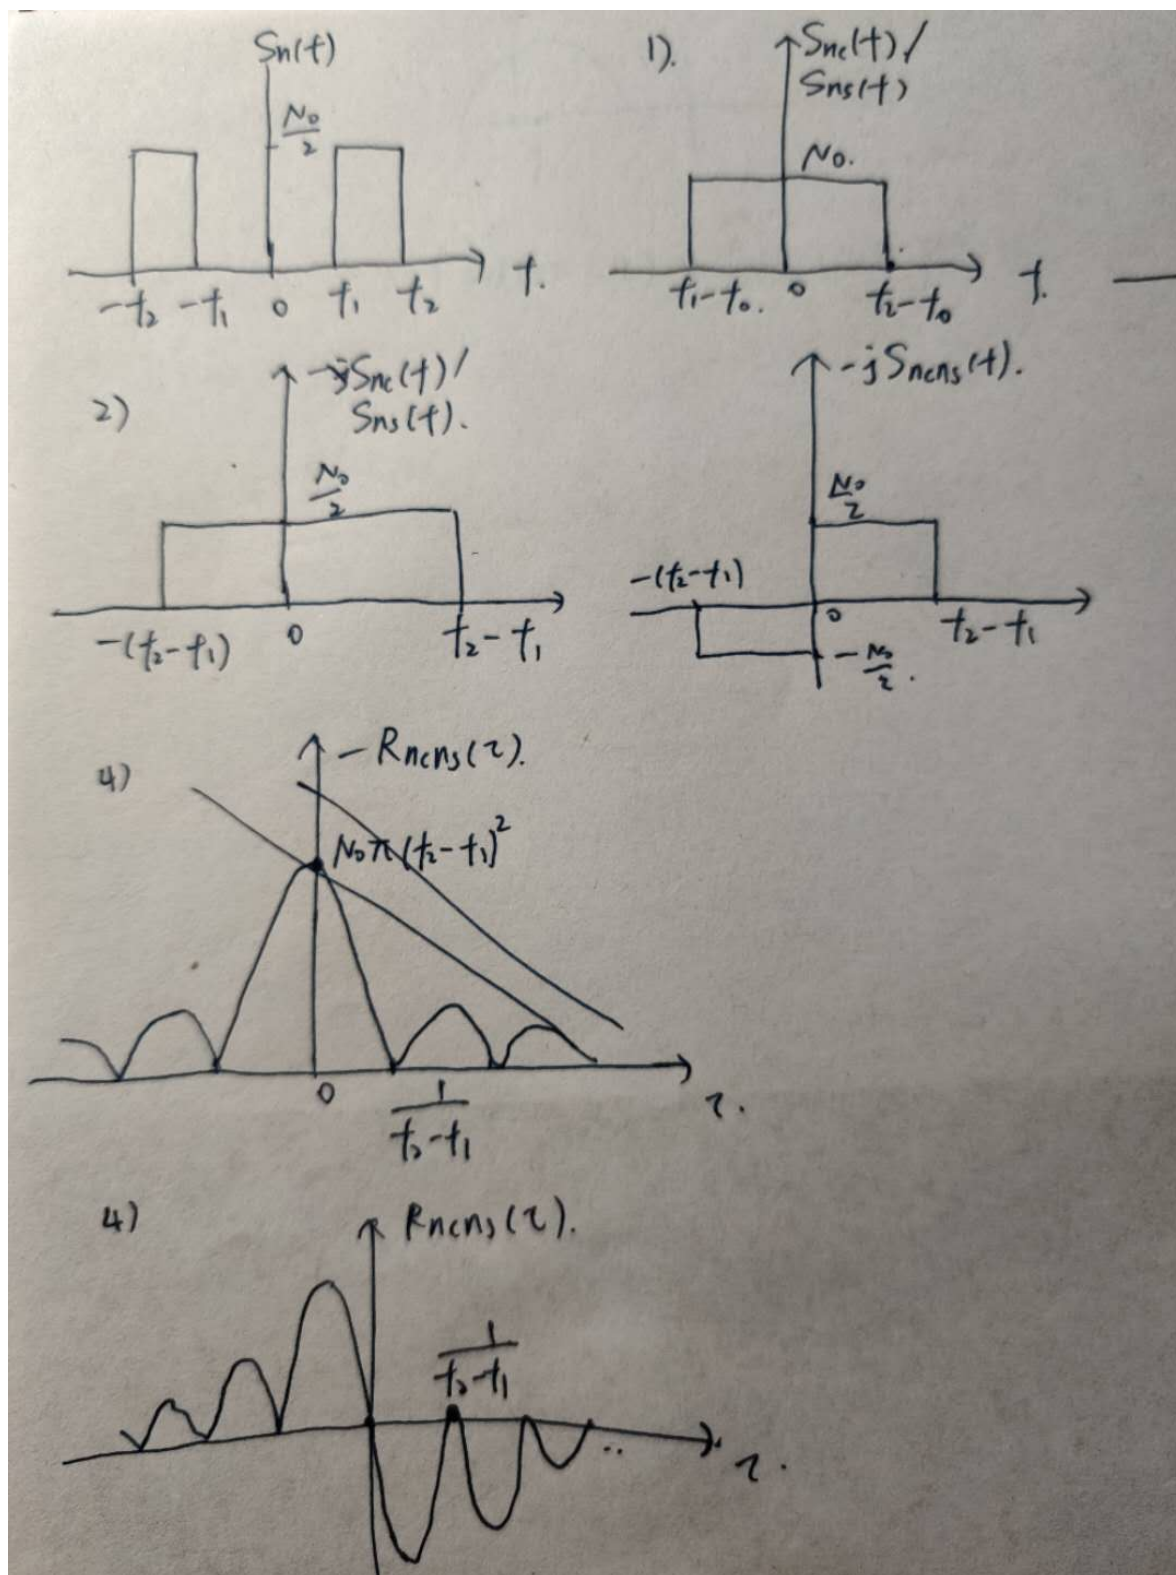 Sn(f)
N₀/2
-f₂ -f₁ 0 f₁ f₂ f.
1). Snc(f)/
Sns(f)
N₀.
f₁-f₀. 0 f₂-f₀ f.
2) Snc(f)/
Sns(f).
N₀/2
-(f₂-f₁) 0 f₂-f₁
-jSncns(f).
N₀/2
-(f₂-f₁) 0 f₂-f₁
-N₀/2.
4) -Rncns(τ).
N₀π(f₂-f₁)²
0 1/(f₂-f₁) τ.
4) Rncns(τ).
1/(f₂-f₁)
.. τ.